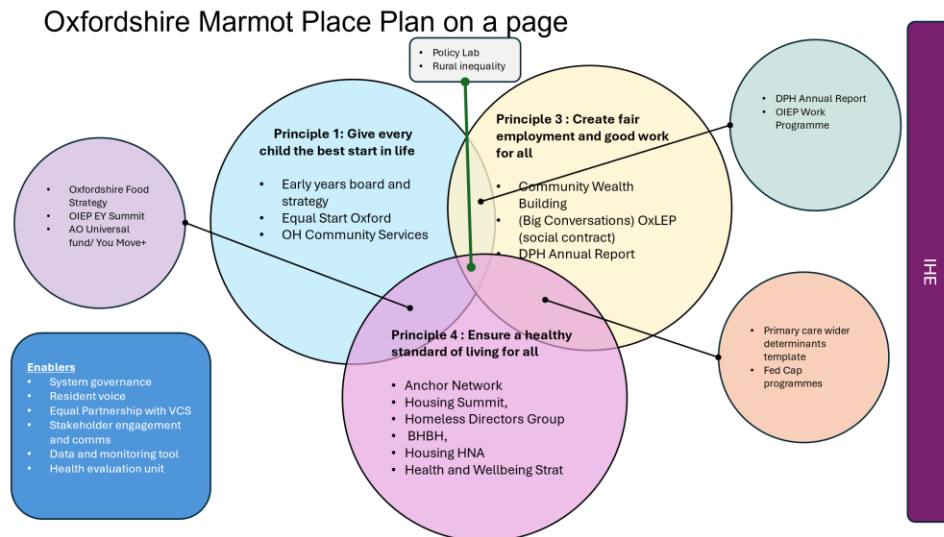 Oxfordshire Marmot Place Plan on a page
• Policy Lab
• Rural inequality
Principle 1: Give every
child the best start in life
• Early years board and
strategy
• Equal Start Oxford
• OH Community Services
Principle 3 : Create fair
employment and good work
for all
• Community Wealth
Building
• (Big Conversations) OxLEP
(social contract)
• DPH Annual Report
• DPH Annual Report
• OIEP Work
Programme
• Oxfordshire Food
Strategy
• OIEP EY Summit
• AO Universal
fund/ You Move+
Principle 4 : Ensure a healthy
standard of living for all
• Anchor Network
• Housing Summit,
• Homeless Directors Group
• BHBH,
• Housing HNA
• Health and Wellbeing Strat
• Primary care wider
determinants
template
• Fed Cap
programmes
Enablers
• System governance
• Resident voice
• Equal Partnership with VCS
• Stakeholder engagement
and comms
• Data and monitoring tool
• Health evaluation unit
IHE